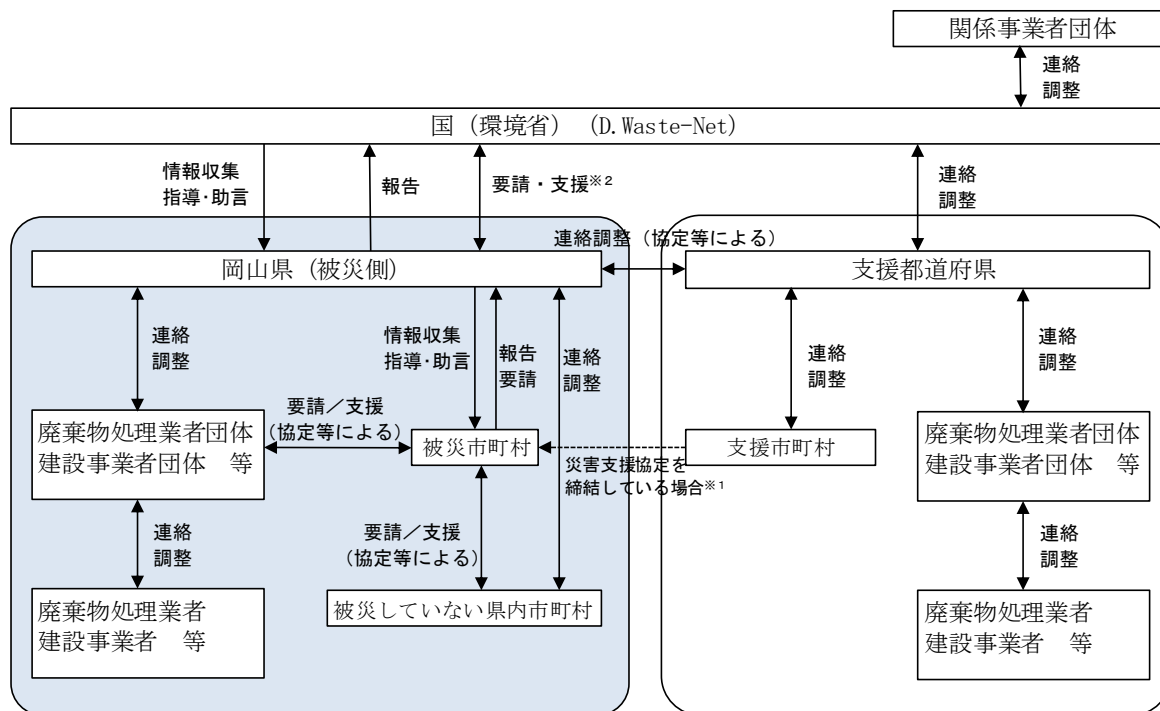 関係事業者団体
連絡
調整
国（環境省）（D.Waste-Net）
情報収集
指導・助言
報告
要請・支援※2
連絡
調整
連絡調整（協定等による）
岡山県（被災側）
支援都道府県
連絡
調整
情報収集
指導・助言
報告
要請
連絡
調整
連絡
調整
連絡
調整
要請／支援
（協定等による）
廃棄物処理業者団体
建設事業者団体　等
被災市町村
支援市町村
廃棄物処理業者団体
建設事業者団体　等
災害支援協定を
締結している場合※1
連絡
調整
要請／支援
（協定等による）
連絡
調整
廃棄物処理業者
建設事業者　等
被災していない県内市町村
廃棄物処理業者
建設事業者　等